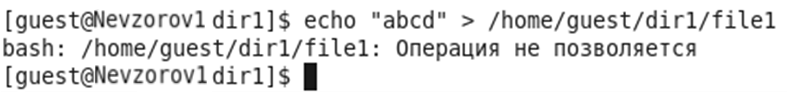 [guest@Nevzorov1 dir1]$ echo "abcd" > /home/guest/dir1/file1
bash: /home/guest/dir1/file1: Операция не позволяется
[guest@Nevzorov1 dir1]$